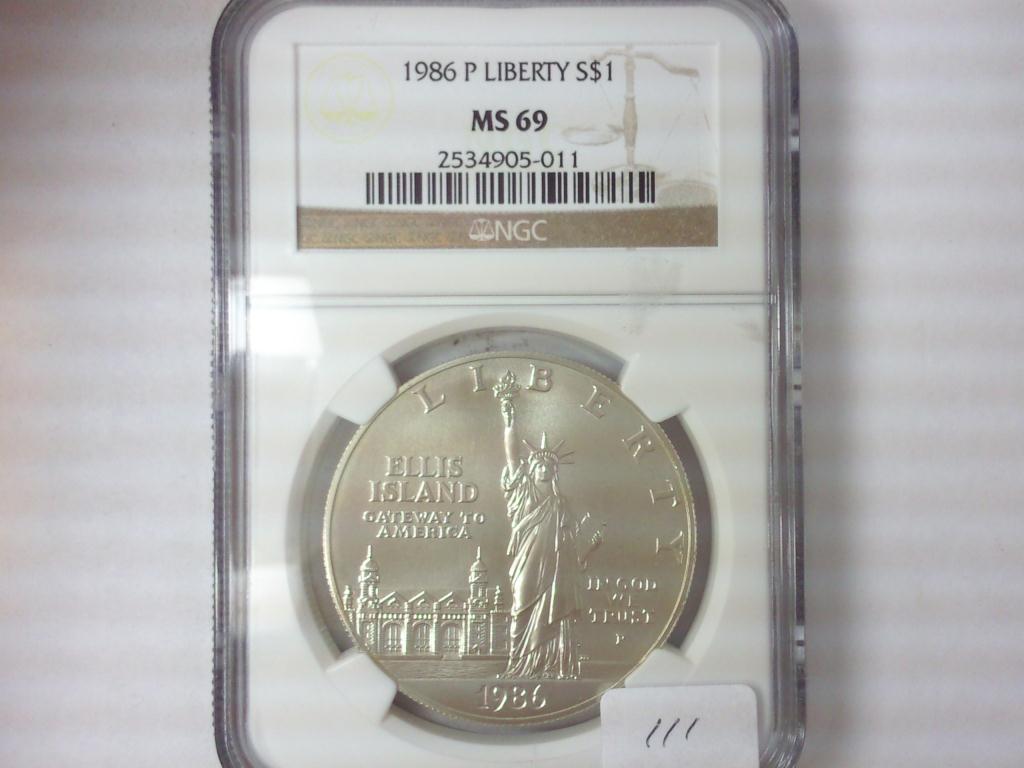 1986 P LIBERTY S$1
MS 69
2534905-011
NGC
LIBERTY
ELLIS
ISLAND
GATEWAY TO
AMERICA
IN GOD
WE
TRUST
P
1986
111